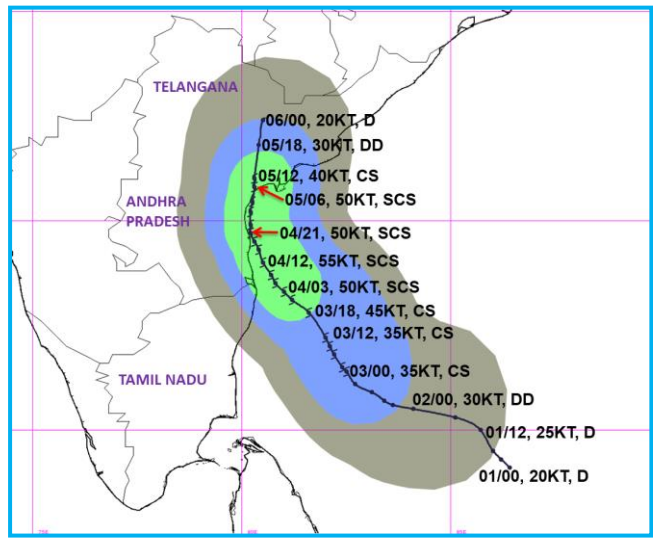 TELANGANA
06/00, 20KT, D
05/18, 30KT, DD
05/12, 40KT, CS
05/06, 50KT, SCS
ANDHRA
PRADESH
04/21, 50KT, SCS
04/12, 55KT, SCS
04/03, 50KT, SCS
03/18, 45KT, CS
03/12, 35KT, CS
03/00, 35KT, CS
TAMIL NADU
02/00, 30KT, DD
01/12, 25KT, D
01/00, 20KT, D